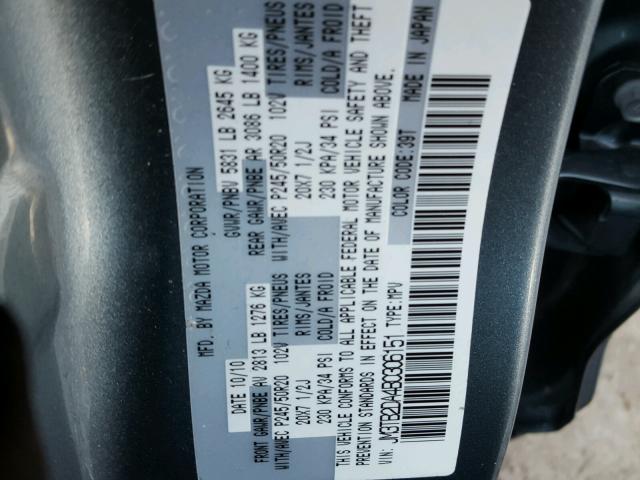 MFD. BY MAZDA MOTOR CORPORATION
DATE 10/10 GVWR/PNBV 5831 LB 2645 KG
FRONT GAWR/PNBE AV 2813 LB 1276 KG REAR GAWR/PNBE AR 3086 LB 1400 KG
WITH/AVEC P245/50R20 102V TIRES/PNEUS WITH/AVEC P245/50R20 102V TIRES/PNEUS
20X7 1/2J RIMS/JANTES 20X7 1/2J RIMS/JANTES
230 KPA/34 PSI COLD/A FROID 230 KPA/34 PSI COLD/A FROID
THIS VEHICLE CONFORMS TO ALL APPLICABLE FEDERAL MOTOR VEHICLE SAFETY AND THEFT
PREVENTION STANDARDS IN EFFECT ON THE DATE OF MANUFACTURE SHOWN ABOVE.
VIN: JM3TB2DA4B0306151 TYPE:MPV COLOR CODE:39T MADE IN JAPAN